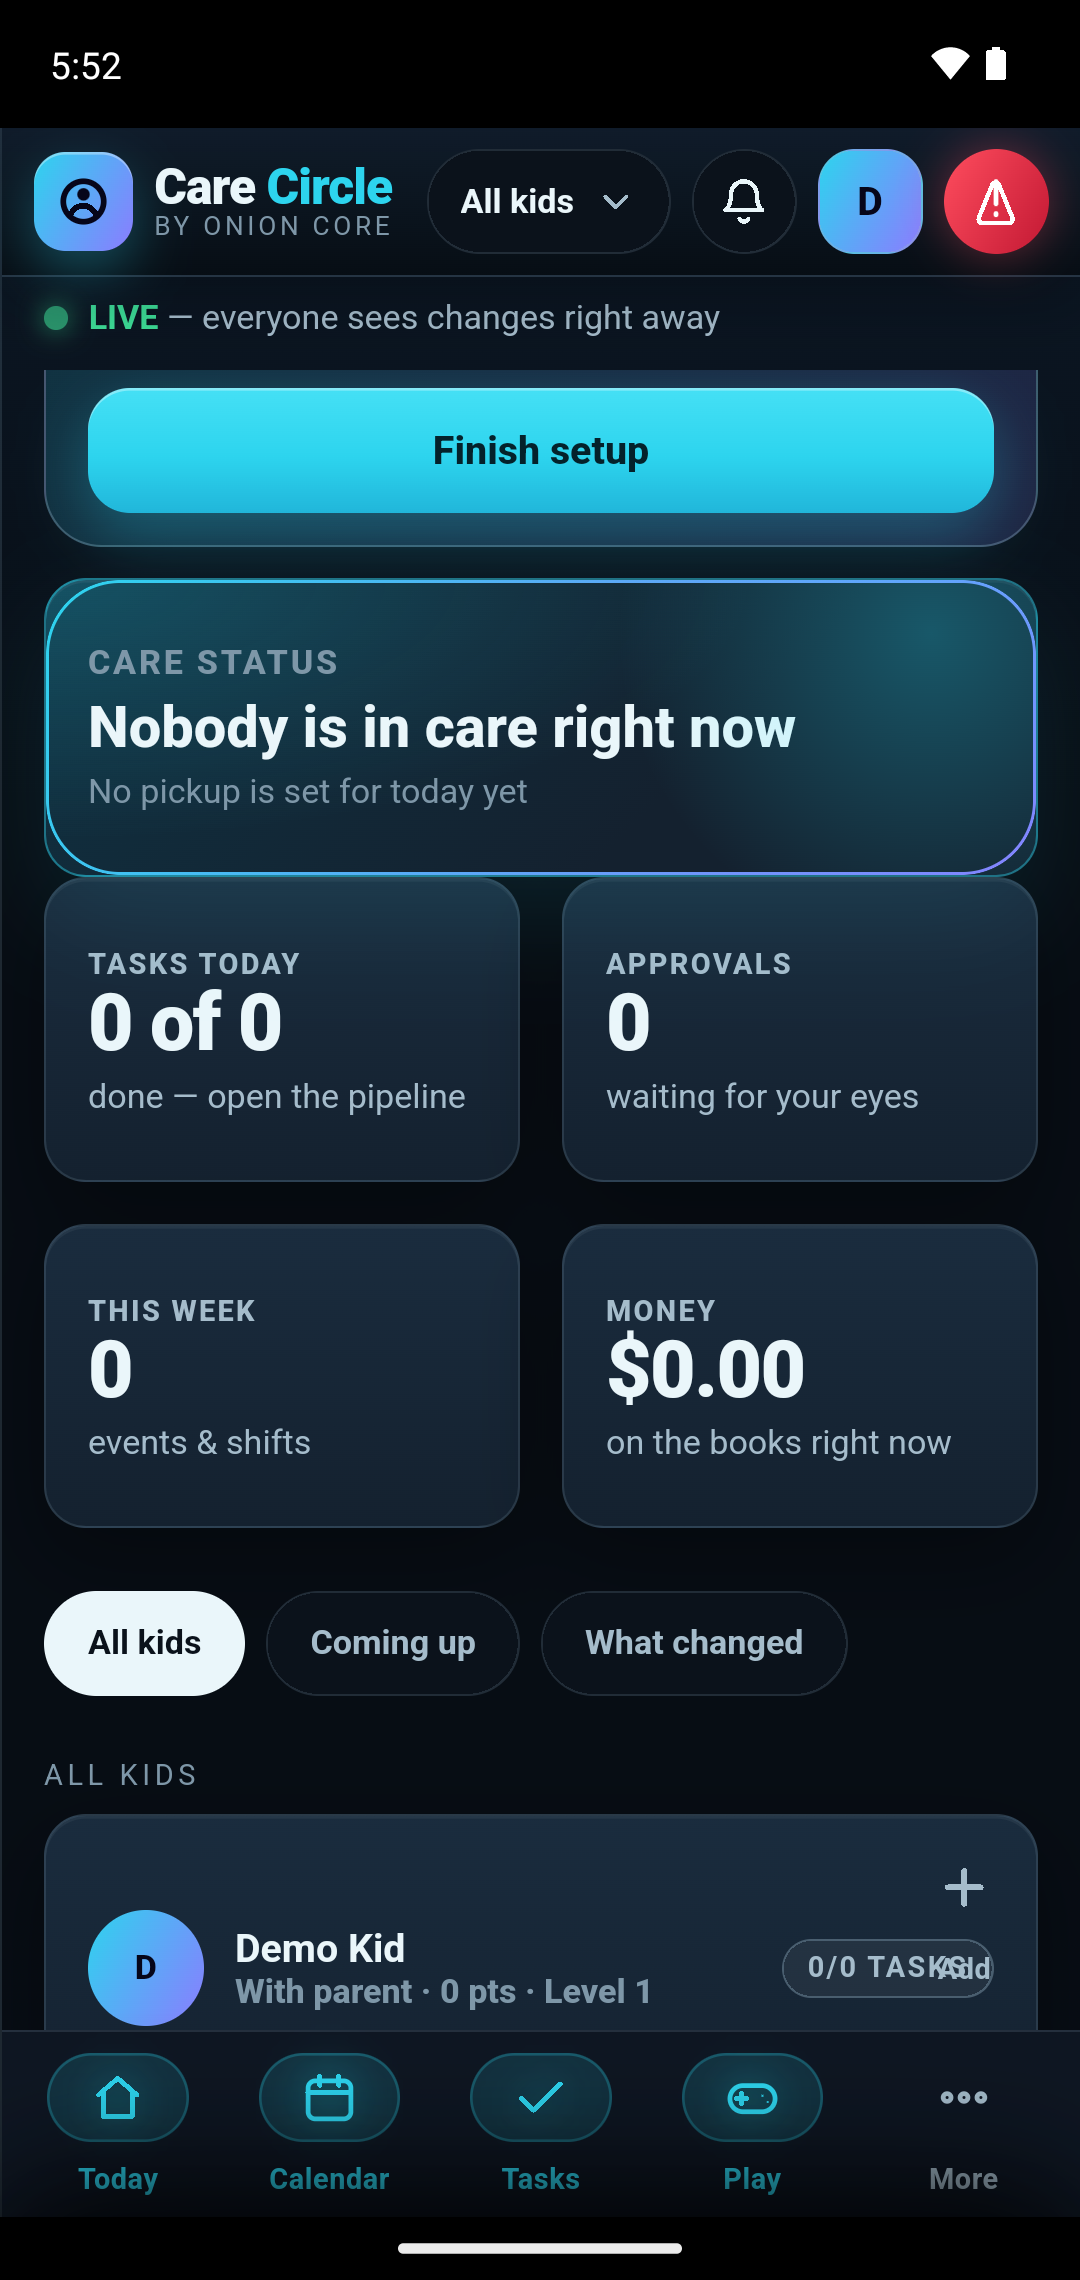 5:52
Care Circle
BY ONION CORE
All kids
D
LIVE — everyone sees changes right away
Finish setup
CARE STATUS
Nobody is in care right now
No pickup is set for today yet
TASKS TODAY
0 of 0
done — open the pipeline
APPROVALS
0
waiting for your eyes
THIS WEEK
0
events & shifts
MONEY
$0.00
on the books right now
All kids
Coming up
What changed
ALL KIDS
D
Demo Kid
With parent · 0 pts · Level 1
0/0 TASKS
Add
Today
Calendar
Tasks
Play
More